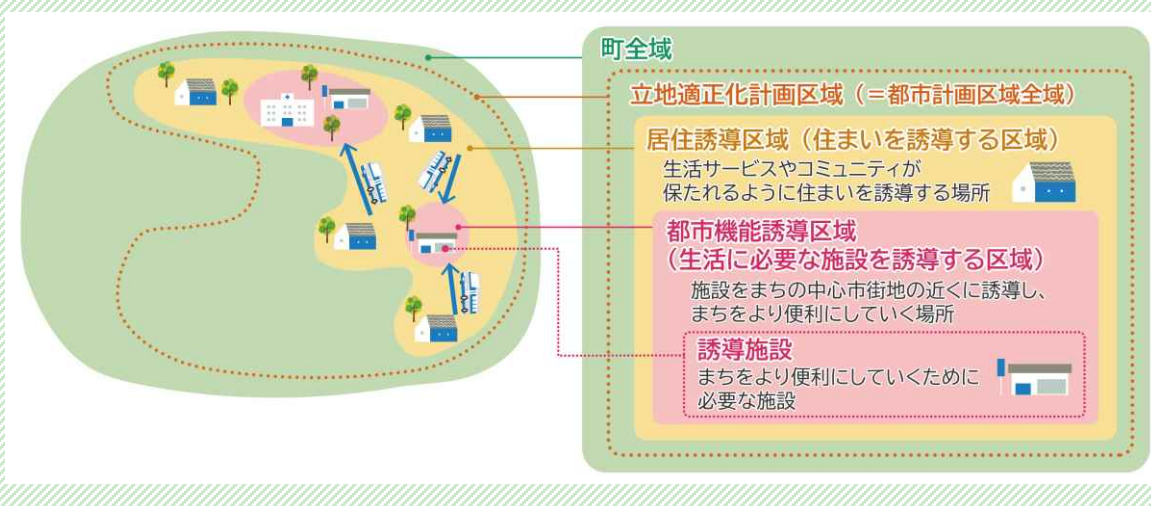 町全域
立地適正化計画区域（＝都市計画区域全域）
居住誘導区域（住まいを誘導する区域）
生活サービスやコミュニティが
保たれるように住まいを誘導する場所
都市機能誘導区域
（生活に必要な施設を誘導する区域）
施設をまちの中心市街地の近くに誘導し、
まちをより便利にしていく場所
誘導施設
まちをより便利にしていくために
必要な施設